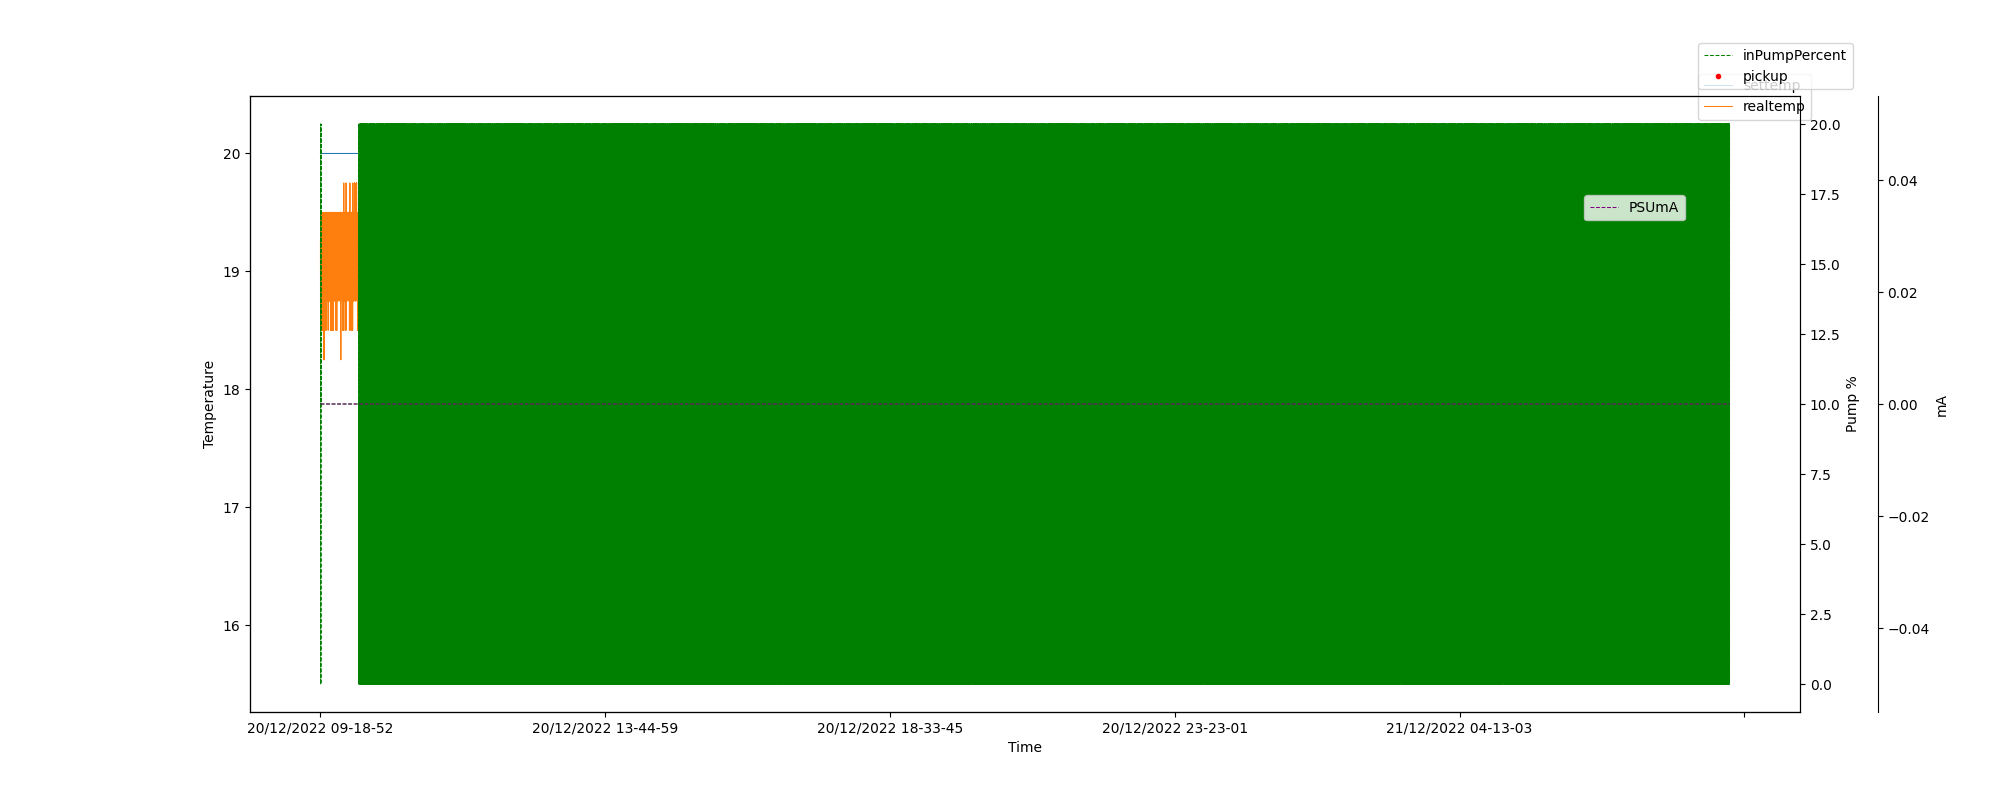 inPumpPercent
pickup
settemp
realtemp
PSUmA
20
19
18
17
16
Temperature
20.0
17.5
15.0
12.5
10.0
7.5
5.0
2.5
0.0
Pump %
0.04
0.02
0.00
−0.02
−0.04
mA
20/12/2022 09-18-52
20/12/2022 13-44-59
20/12/2022 18-33-45
20/12/2022 23-23-01
21/12/2022 04-13-03
Time